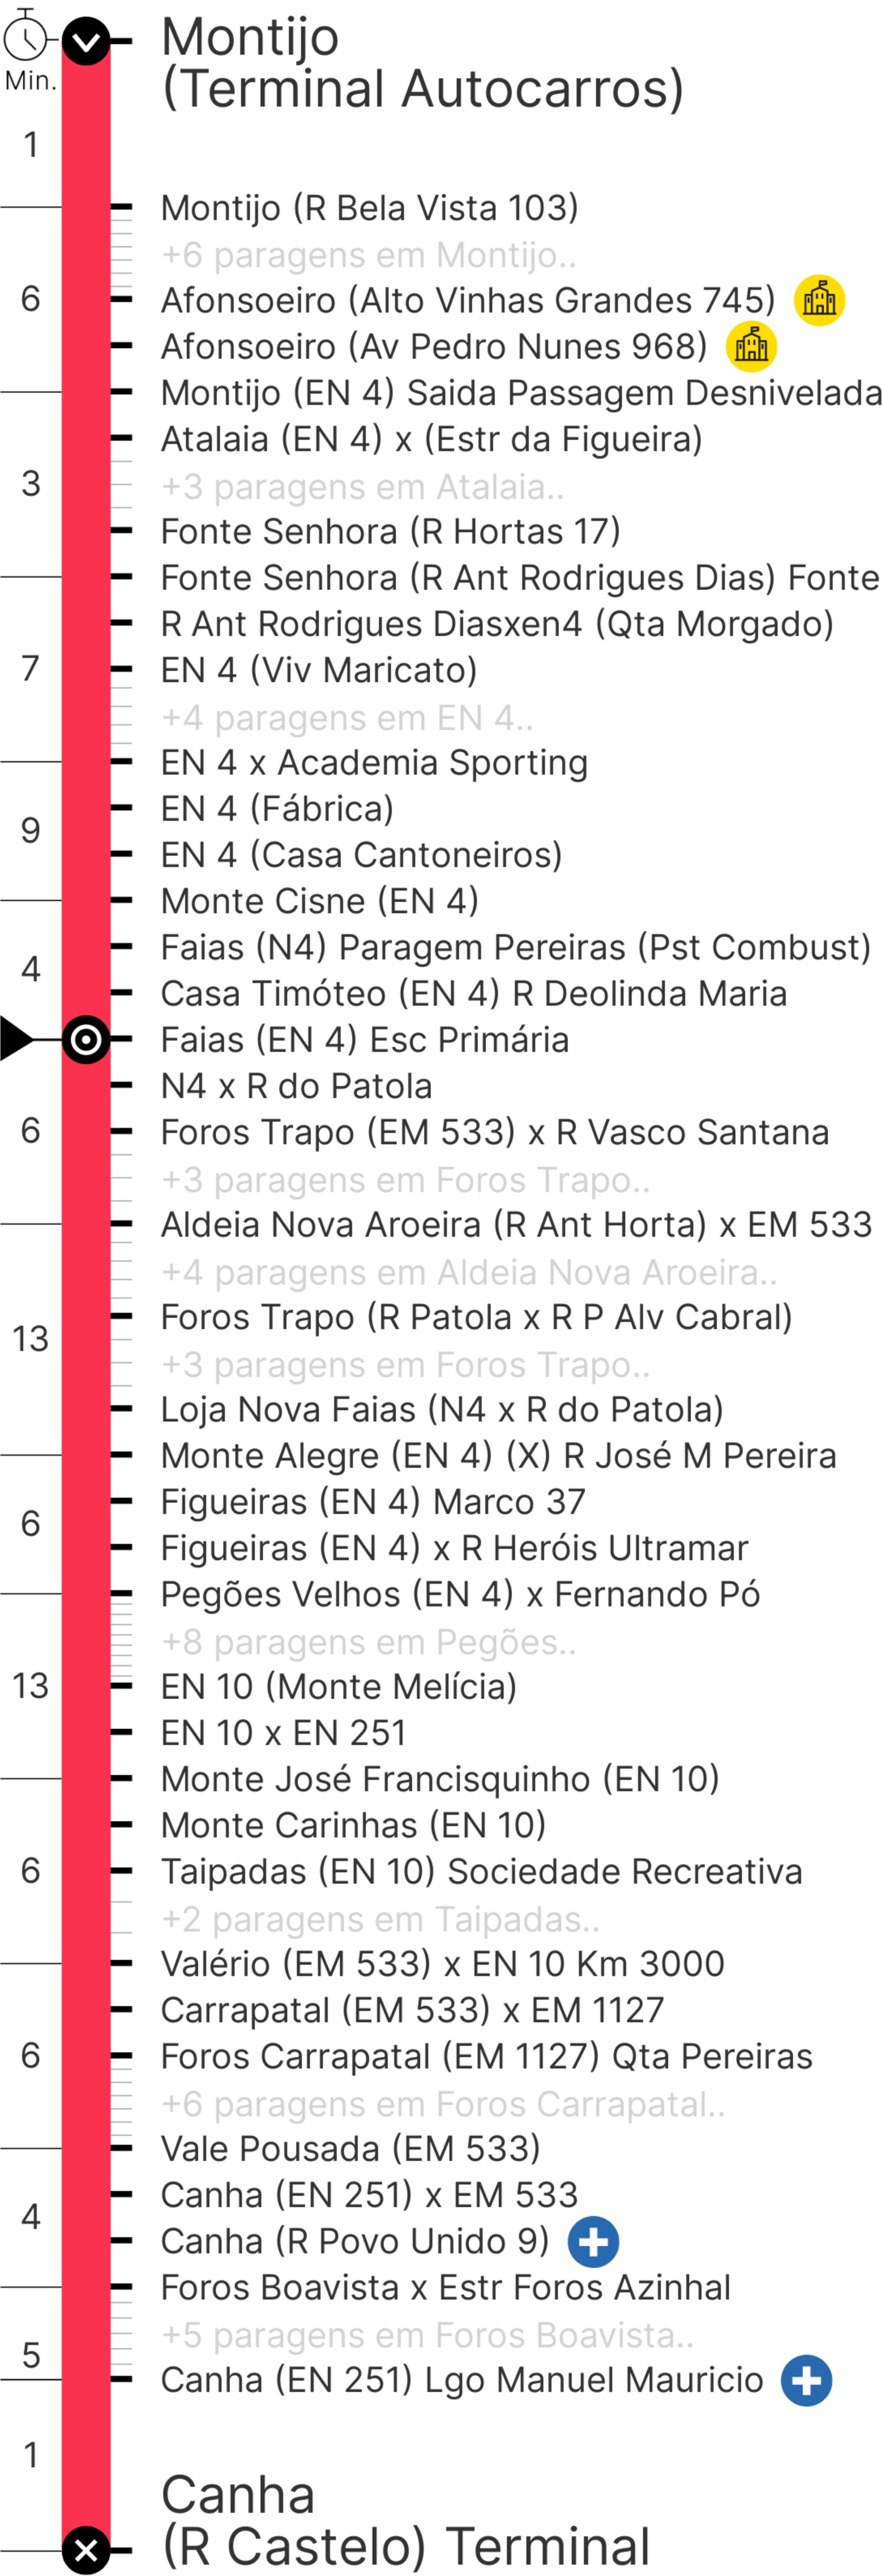 Montijo
(Terminal Autocarros)
Min.
1
Montijo (R Bela Vista 103)
+6 paragens em Montijo..
6
Afonsoeiro (Alto Vinhas Grandes 745)
Afonsoeiro (Av Pedro Nunes 968)
Montijo (EN 4) Saida Passagem Desnivelada
Atalaia (EN 4) x (Estr da Figueira)
3
+3 paragens em Atalaia..
Fonte Senhora (R Hortas 17)
Fonte Senhora (R Ant Rodrigues Dias) Fonte
R Ant Rodrigues Diasxen4 (Qta Morgado)
7
EN 4 (Viv Maricato)
+4 paragens em EN 4..
EN 4 x Academia Sporting
EN 4 (Fábrica)
9
EN 4 (Casa Cantoneiros)
Monte Cisne (EN 4)
Faias (N4) Paragem Pereiras (Pst Combust)
4
Casa Timóteo (EN 4) R Deolinda Maria
Faias (EN 4) Esc Primária
N4 x R do Patola
6
Foros Trapo (EM 533) x R Vasco Santana
+3 paragens em Foros Trapo..
Aldeia Nova Aroeira (R Ant Horta) x EM 533
+4 paragens em Aldeia Nova Aroeira..
Foros Trapo (R Patola x R P Alv Cabral)
13
+3 paragens em Foros Trapo..
Loja Nova Faias (N4 x R do Patola)
Monte Alegre (EN 4) (X) R José M Pereira
Figueiras (EN 4) Marco 37
6
Figueiras (EN 4) x R Heróis Ultramar
Pegões Velhos (EN 4) x Fernando Pó
+8 paragens em Pegões..
13
EN 10 (Monte Melícia)
EN 10 x EN 251
Monte José Francisquinho (EN 10)
Monte Carinhas (EN 10)
6
Taipadas (EN 10) Sociedade Recreativa
+2 paragens em Taipadas..
Valério (EM 533) x EN 10 Km 3000
Carrapatal (EM 533) x EM 1127
6
Foros Carrapatal (EM 1127) Qta Pereiras
+6 paragens em Foros Carrapatal..
Vale Pousada (EM 533)
Canha (EN 251) x EM 533
4
Canha (R Povo Unido 9)
Foros Boavista x Estr Foros Azinhal
+5 paragens em Foros Boavista..
5
Canha (EN 251) Lgo Manuel Mauricio
1
Canha
(R Castelo) Terminal